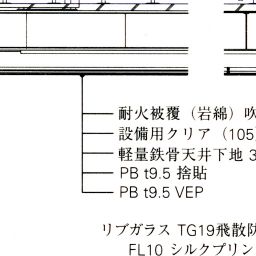 耐火被覆（岩綿）吹
設備用クリア（105）
軽量鉄骨天井下地 3
PB t9.5 捨貼
PB t9.5 VEP
リブガラス TG19飛散防
FL10 シルクプリン